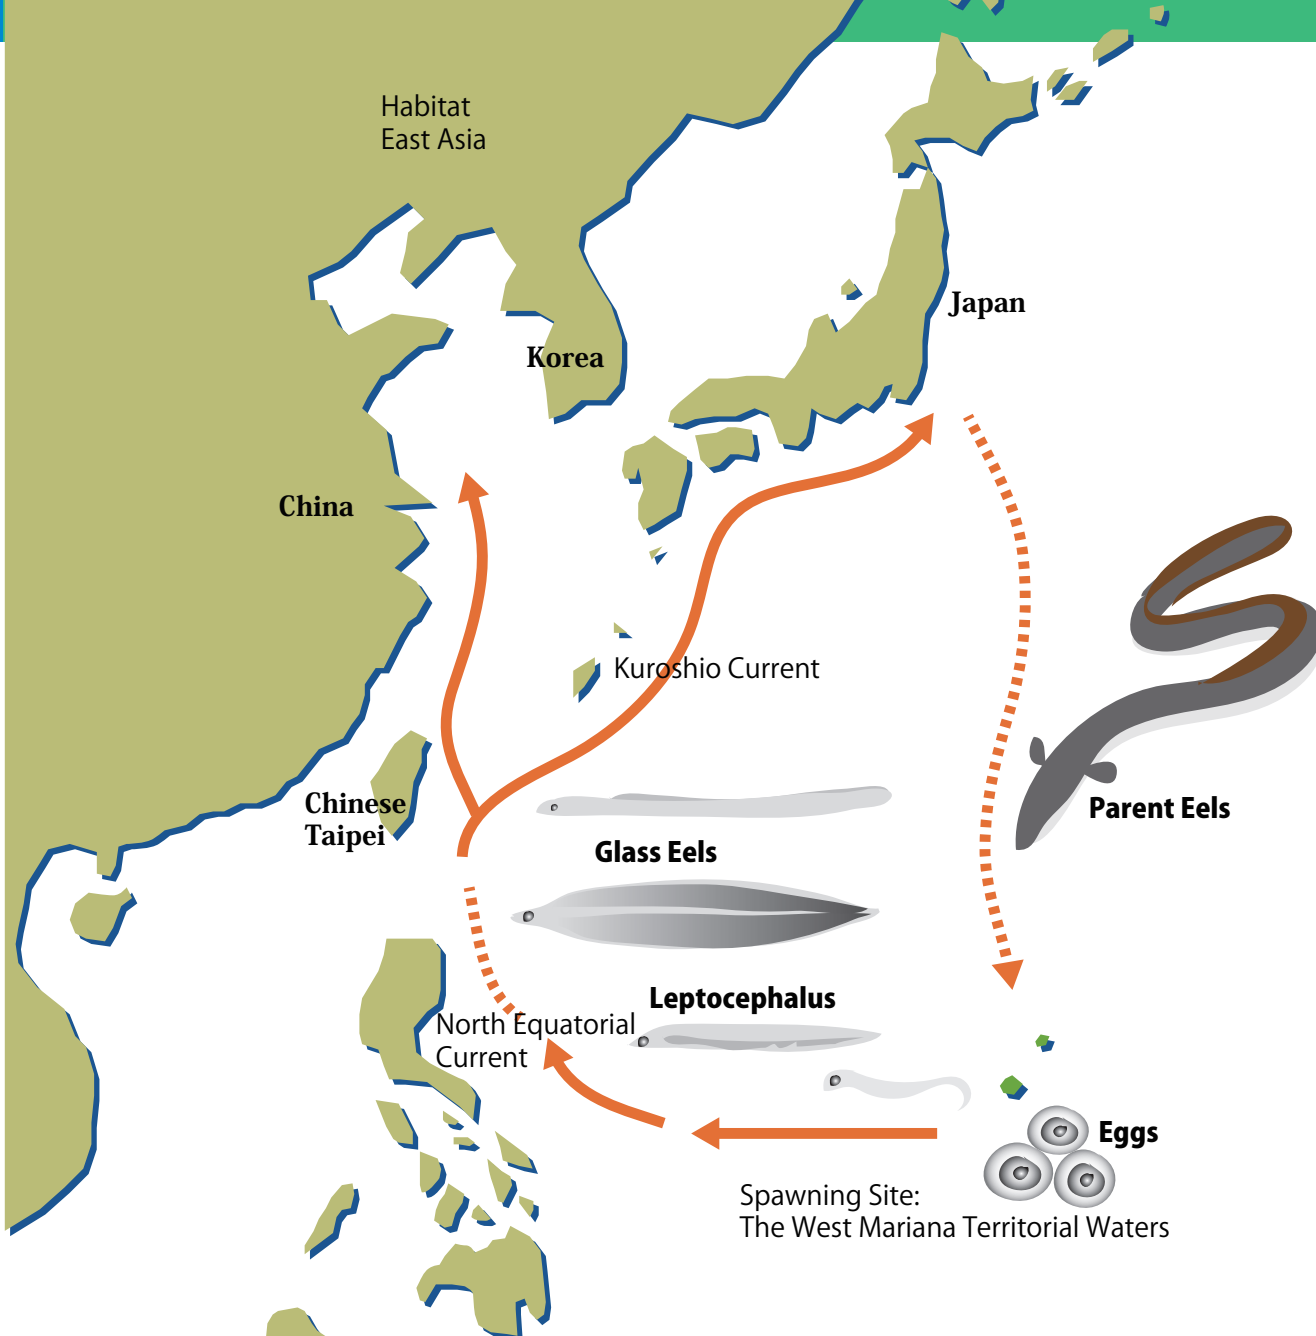 Habitat
East Asia
Japan
Korea
China
Kuroshio Current
Chinese
Taipei
Parent Eels
Glass Eels
Leptocephalus
North Equatorial
Current
Eggs
Spawning Site:
The West Mariana Territorial Waters